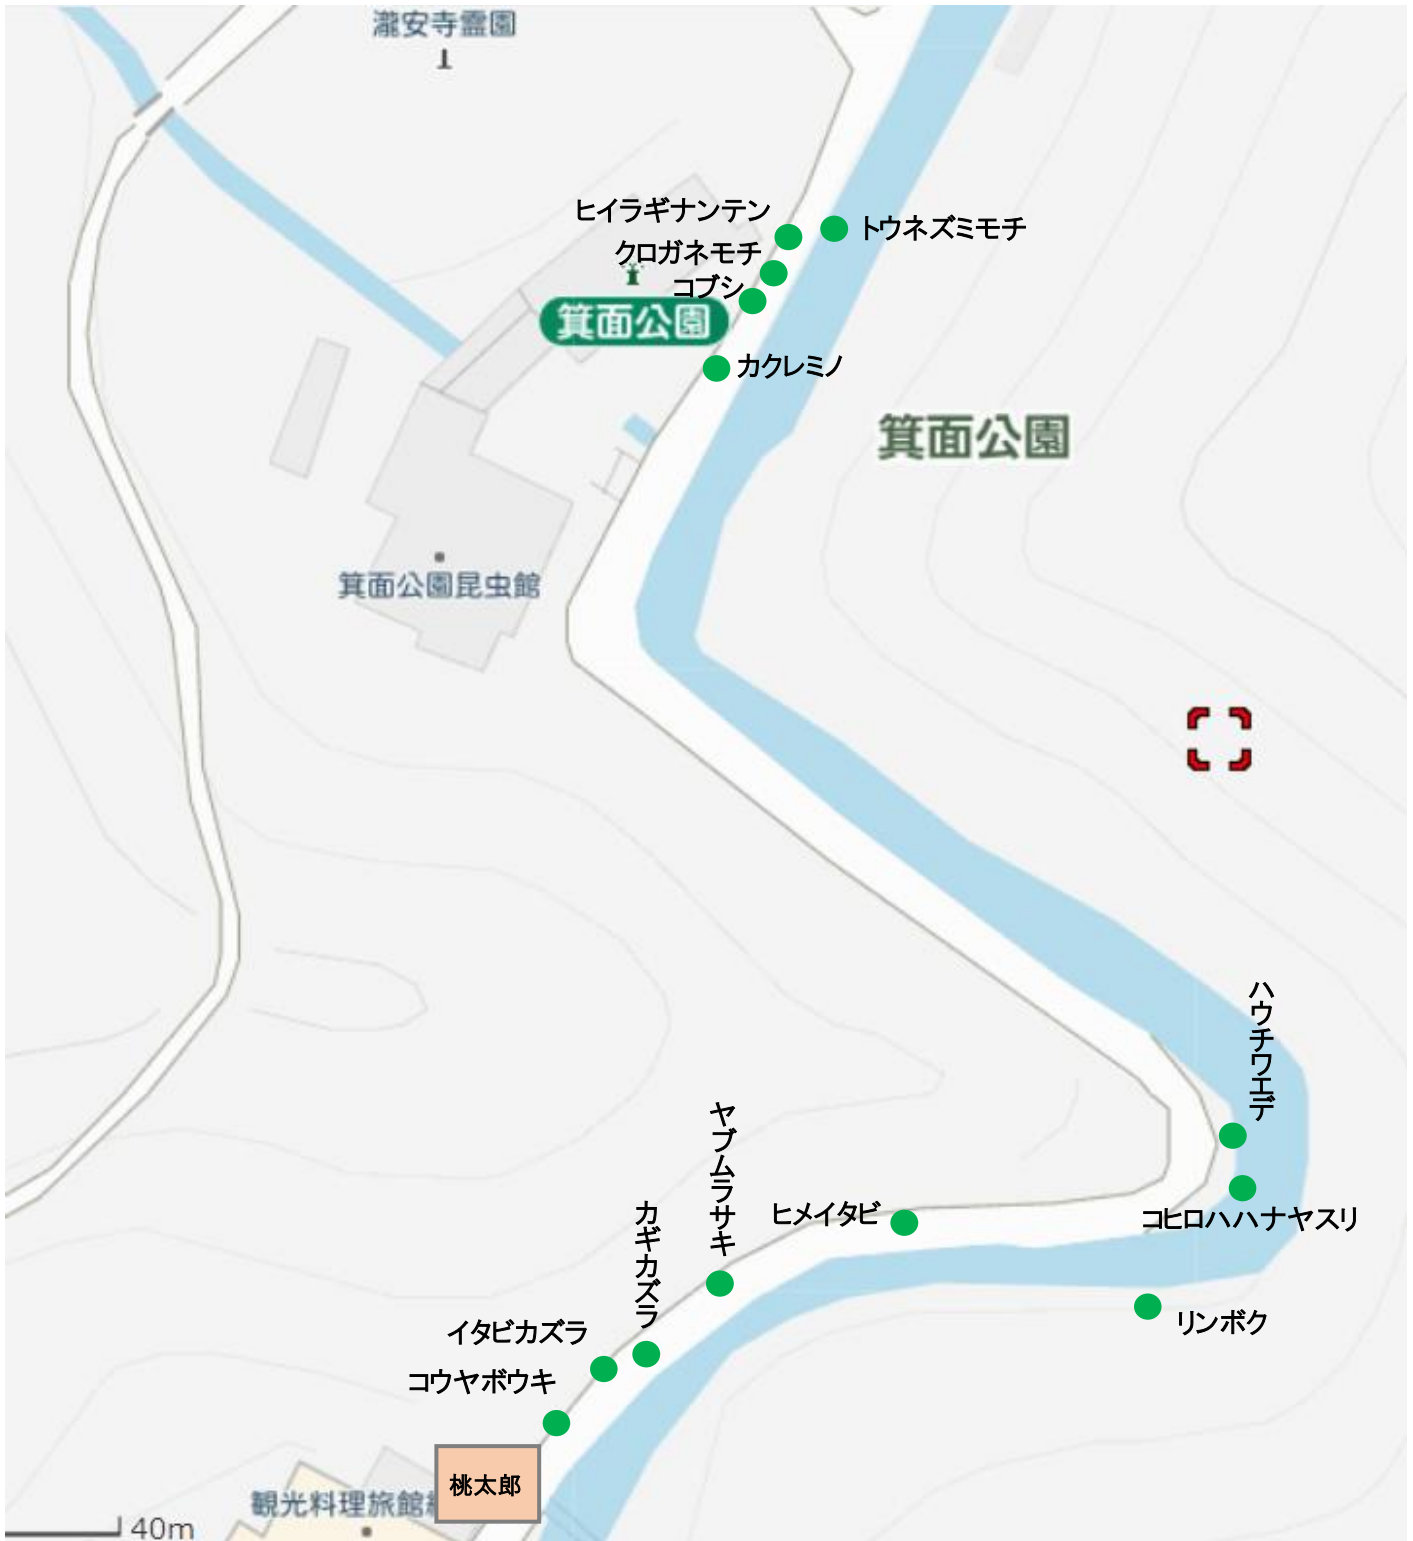 瀧安寺霊園
ヒイラギナンテン
トウネズミモチ
クロガネモチ
コブシ
箕面公園
カクレミノ
箕面公園
箕面公園昆虫館
ハウチワエデ
ヤブムラサキ
カギカズラ
ヒメイタビ
コヒロハハナヤスリ
リンボク
イタビカズラ
コウヤボウキ
桃太郎
観光料理旅館
40m